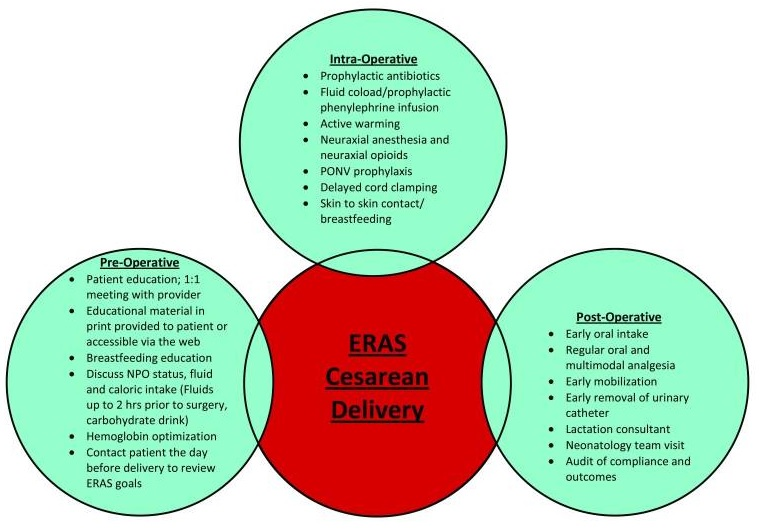 Intra-Operative
• Prophylactic antibiotics
• Fluid coload/prophylactic
phenylephrine infusion
• Active warming
• Neuraxial anesthesia and
neuraxial opioids
• PONV prophylaxis
• Delayed cord clamping
• Skin to skin contact/
breastfeeding
Pre-Operative
• Patient education; 1:1
meeting with provider
• Educational material in
print provided to patient or
accessible via the web
• Breastfeeding education
• Discuss NPO status, fluid
and caloric intake (Fluids
up to 2 hrs prior to surgery,
carbohydrate drink)
• Hemoglobin optimization
• Contact patient the day
before delivery to review
ERAS goals
ERAS
Cesarean
Delivery
Post-Operative
• Early oral intake
• Regular oral and
multimodal analgesia
• Early mobilization
• Early removal of urinary
catheter
• Lactation consultant
• Neonatology team visit
• Audit of compliance and
outcomes